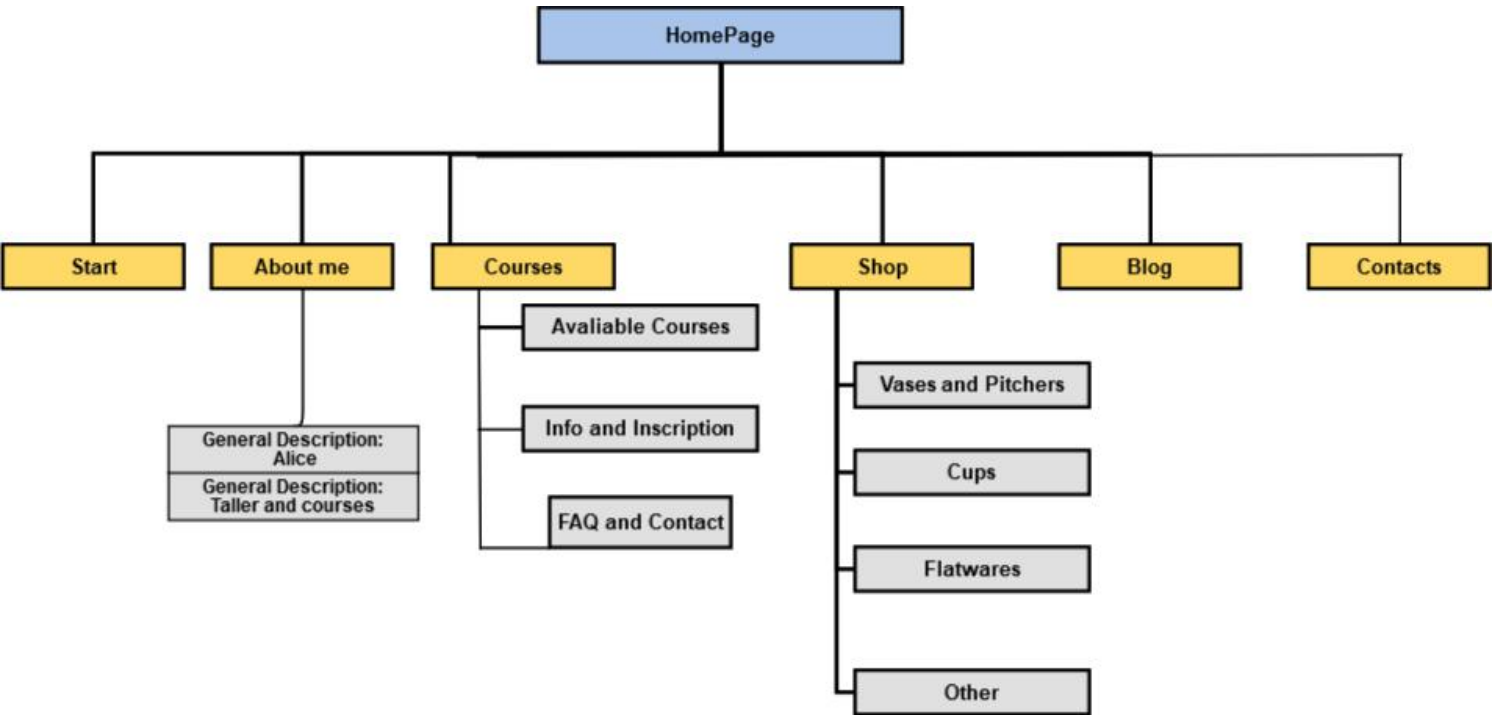 HomePage
Start
About me
Courses
Shop
Blog
Contacts
Avaliable Courses
Info and Inscription
FAQ and Contact
General Description:
Alice
General Description:
Taller and courses
Vases and Pitchers
Cups
Flatwares
Other